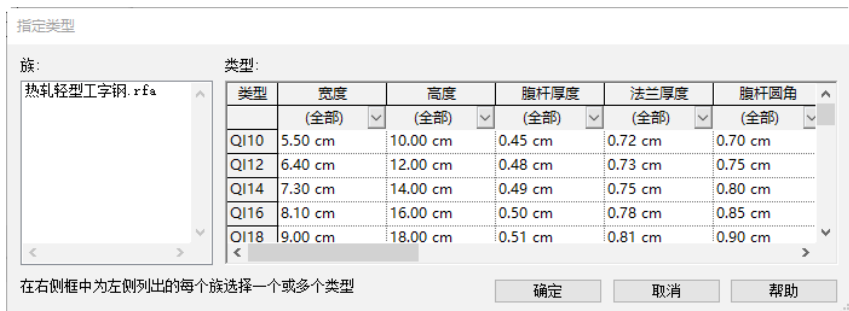 指定类型
族: 类型:
热轧轻型工字钢.rfa
类型 宽度 高度 腹杆厚度 法兰厚度 腹杆圆角
(全部) (全部) (全部) (全部) (全部)
QI10 5.50 cm 10.00 cm 0.45 cm 0.72 cm 0.70 cm
QI12 6.40 cm 12.00 cm 0.48 cm 0.73 cm 0.75 cm
QI14 7.30 cm 14.00 cm 0.49 cm 0.75 cm 0.80 cm
QI16 8.10 cm 16.00 cm 0.50 cm 0.78 cm 0.85 cm
QI18 9.00 cm 18.00 cm 0.51 cm 0.81 cm 0.90 cm
在右侧框中为左侧列出的每个族选择一个或多个类型
确定 取消 帮助